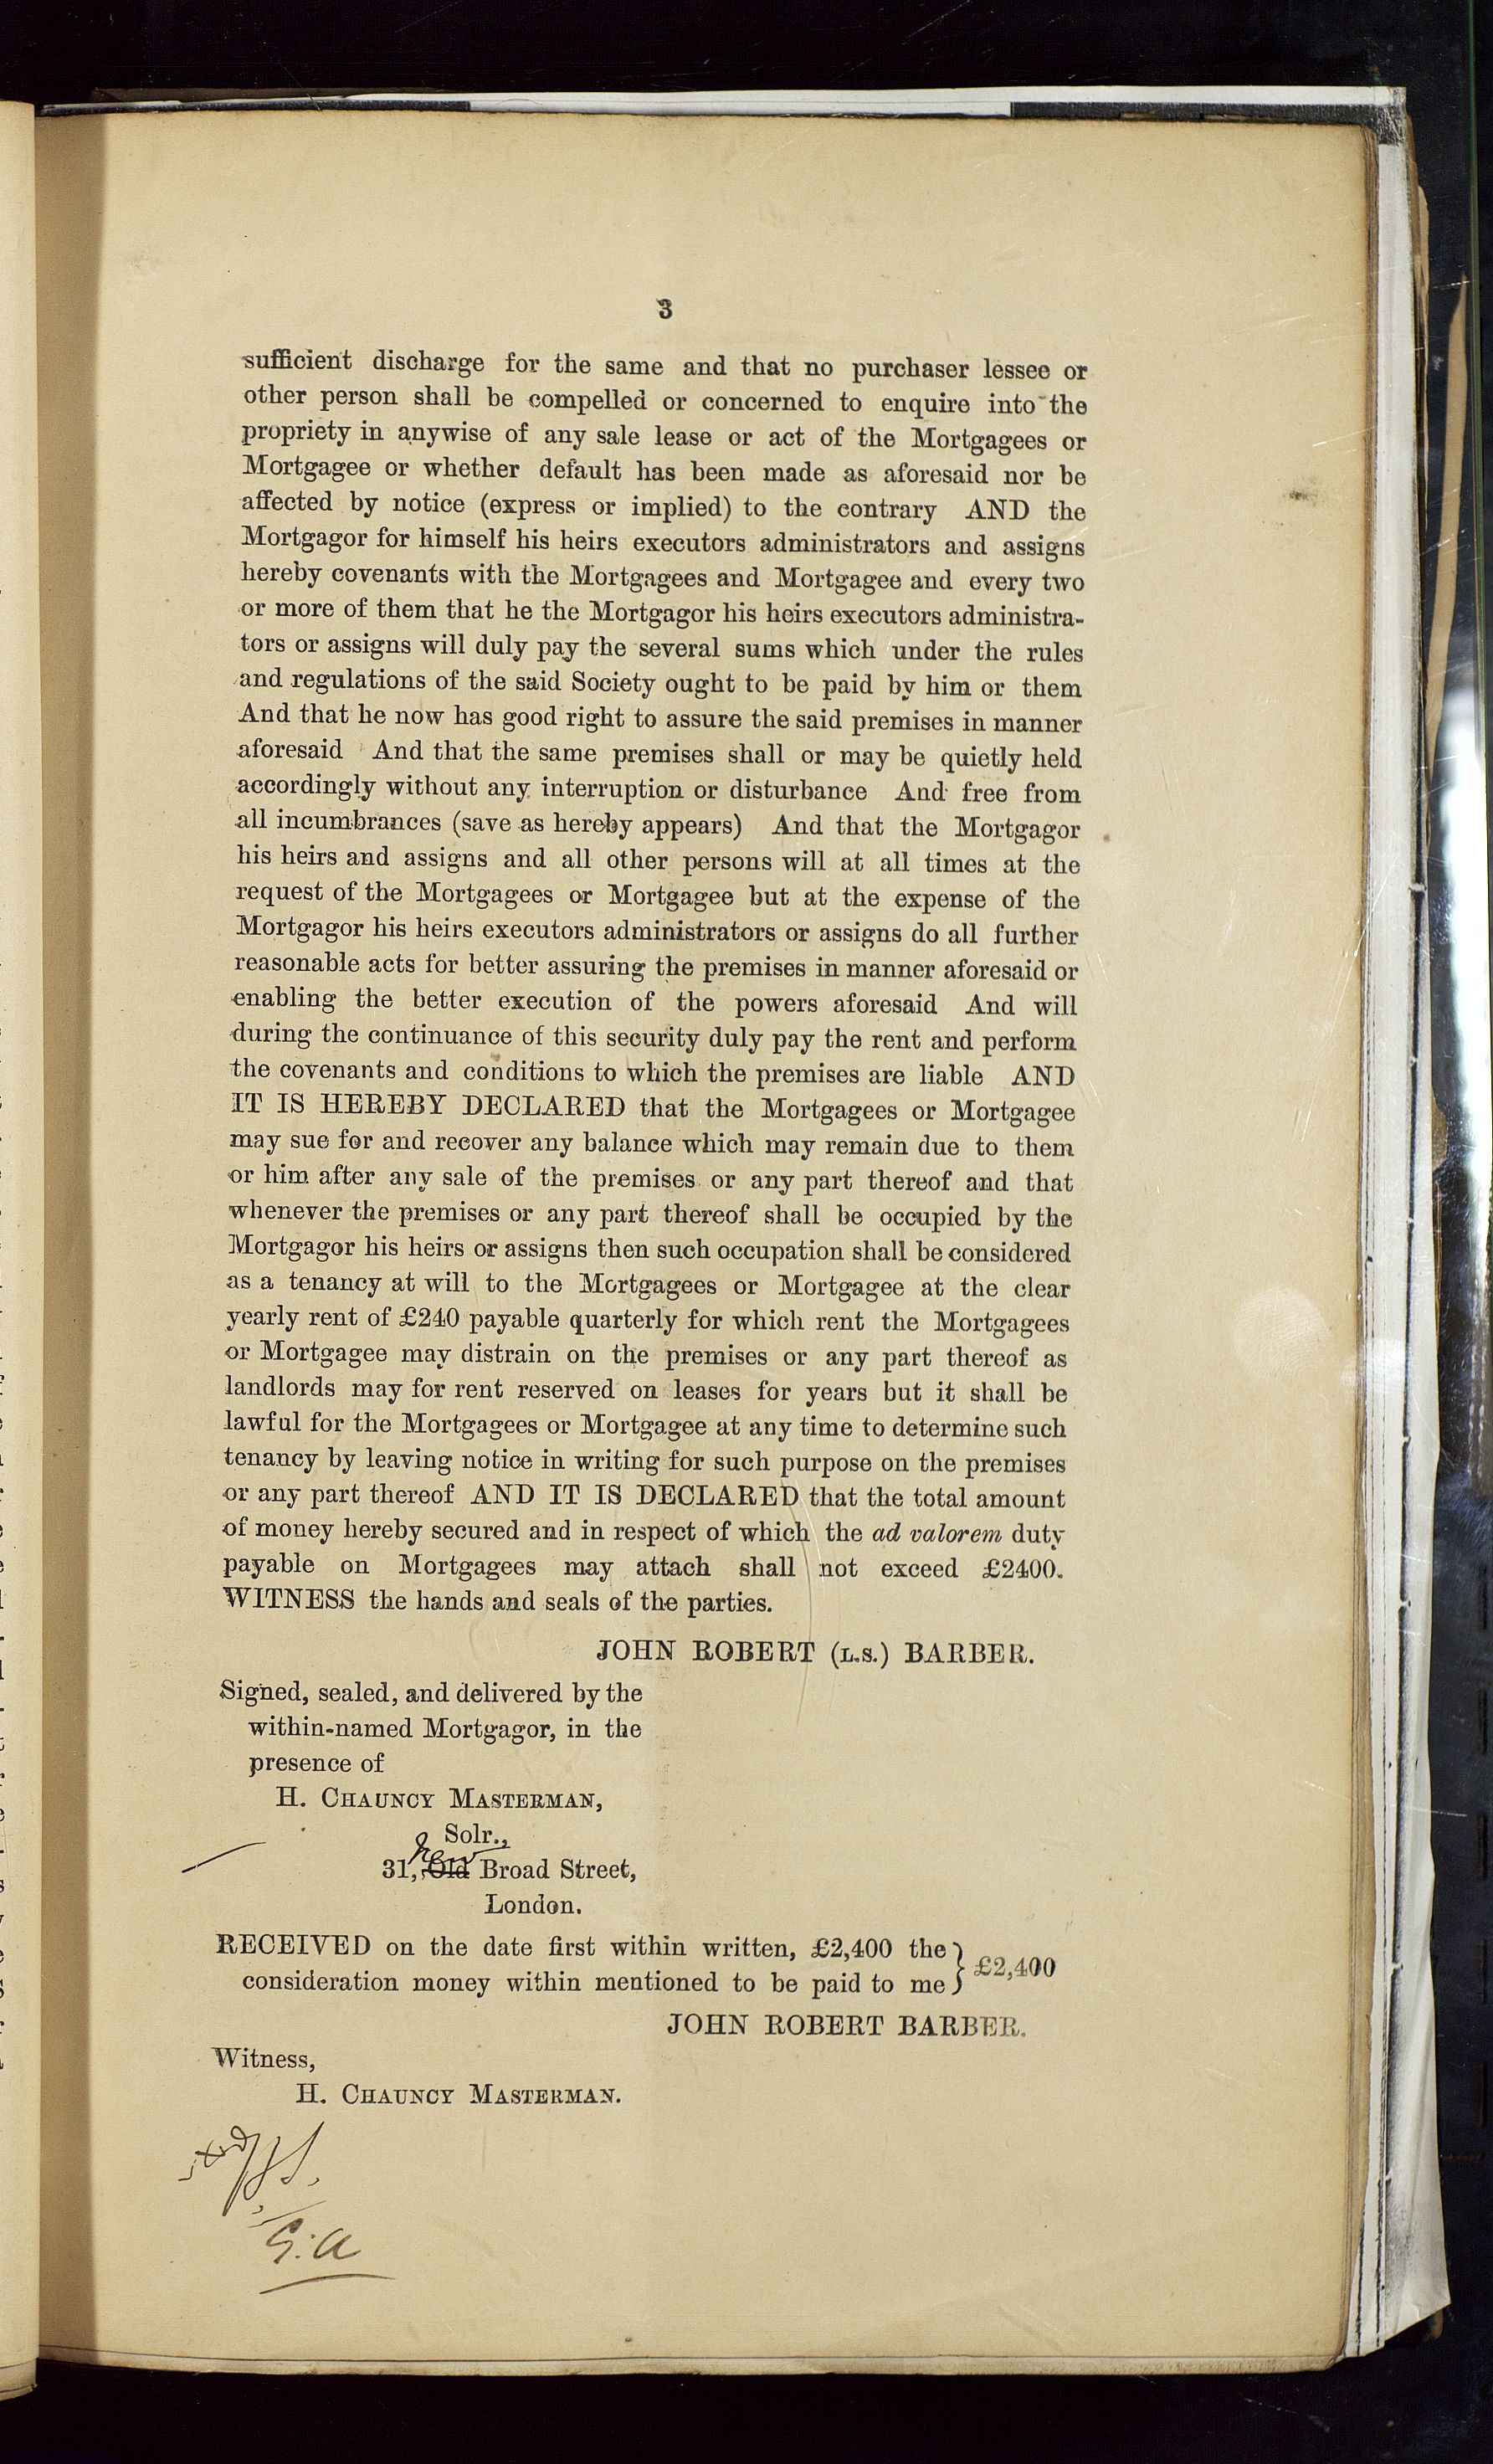 3
sufficient discharge for the same and that no purchaser lessee or
other person shall be compelled or concerned to enquire into the
propriety in anywise of any sale lease or act of the Mortgagees or
Mortgagee or whether default has been made as aforesaid nor be
affected by notice (express or implied) to the contrary AND the
Mortgagor for himself his heirs executors administrators and assigns
hereby covenants with the Mortgagees and Mortgagee and every two
or more of them that he the Mortgagor his heirs executors administra-
tors or assigns will duly pay the several sums which under the rules
and regulations of the said Society ought to be paid by him or them
And that he now has good right to assure the said premises in manner
aforesaid And that the same premises shall or may be quietly held
accordingly without any interruption or disturbance And free from
all incumbrances (save as hereby appears) And that the Mortgagor
his heirs and assigns and all other persons will at all times at the
request of the Mortgagees or Mortgagee but at the expense of the
Mortgagor his heirs executors administrators or assigns do all further
reasonable acts for better assuring the premises in manner aforesaid or
enabling the better execution of the powers aforesaid And will
during the continuance of this security duly pay the rent and perform
the covenants and conditions to which the premises are liable AND
IT IS HEREBY DECLARED that the Mortgagees or Mortgagee
may sue for and recover any balance which may remain due to them
or him after any sale of the premises or any part thereof and that
whenever the premises or any part thereof shall be occupied by the
Mortgagor his heirs or assigns then such occupation shall be considered
as a tenancy at will to the Mortgagees or Mortgagee at the clear
yearly rent of £240 payable quarterly for which rent the Mortgagees
or Mortgagee may distrain on the premises or any part thereof as
landlords may for rent reserved on leases for years but it shall be
lawful for the Mortgagees or Mortgagee at any time to determine such
tenancy by leaving notice in writing for such purpose on the premises
or any part thereof AND IT IS DECLARED that the total amount
of money hereby secured and in respect of which the ad valorem duty
payable on Mortgagees may attach shall not exceed £2400.
WITNESS the hands and seals of the parties.
JOHN ROBERT (L.S.) BARBER.
Signed, sealed, and delivered by the
within-named Mortgagor, in the
presence of
H. CHAUNCY MASTERMAN,
Solr.,
new
31, Old Broad Street,
London.
RECEIVED on the date first within written, £2,400 the
consideration money within mentioned to be paid to me } £2,400
JOHN ROBERT BARBER.
Witness,
H. CHAUNCY MASTERMAN.
G.A